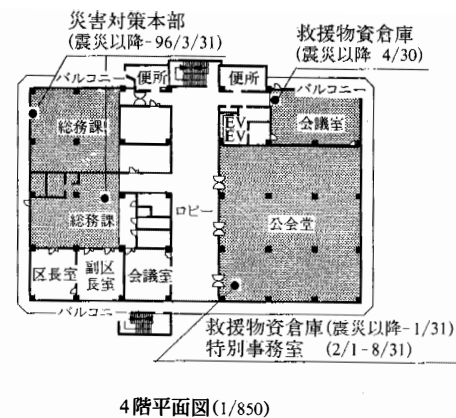 災害対策本部
(震災以降-96/3/31)
救援物資倉庫
(震災以降-4/30)
バルコニー
便所
便所
バルコニー
総務課
EV
EV
会議室
総務課
ロビー
公会堂
区長室
副区
長室
会議室
バルコニ
救援物資倉庫(震災以降-1/31)
特別事務室 (2/1-8/31)
4階平面図(1/850)